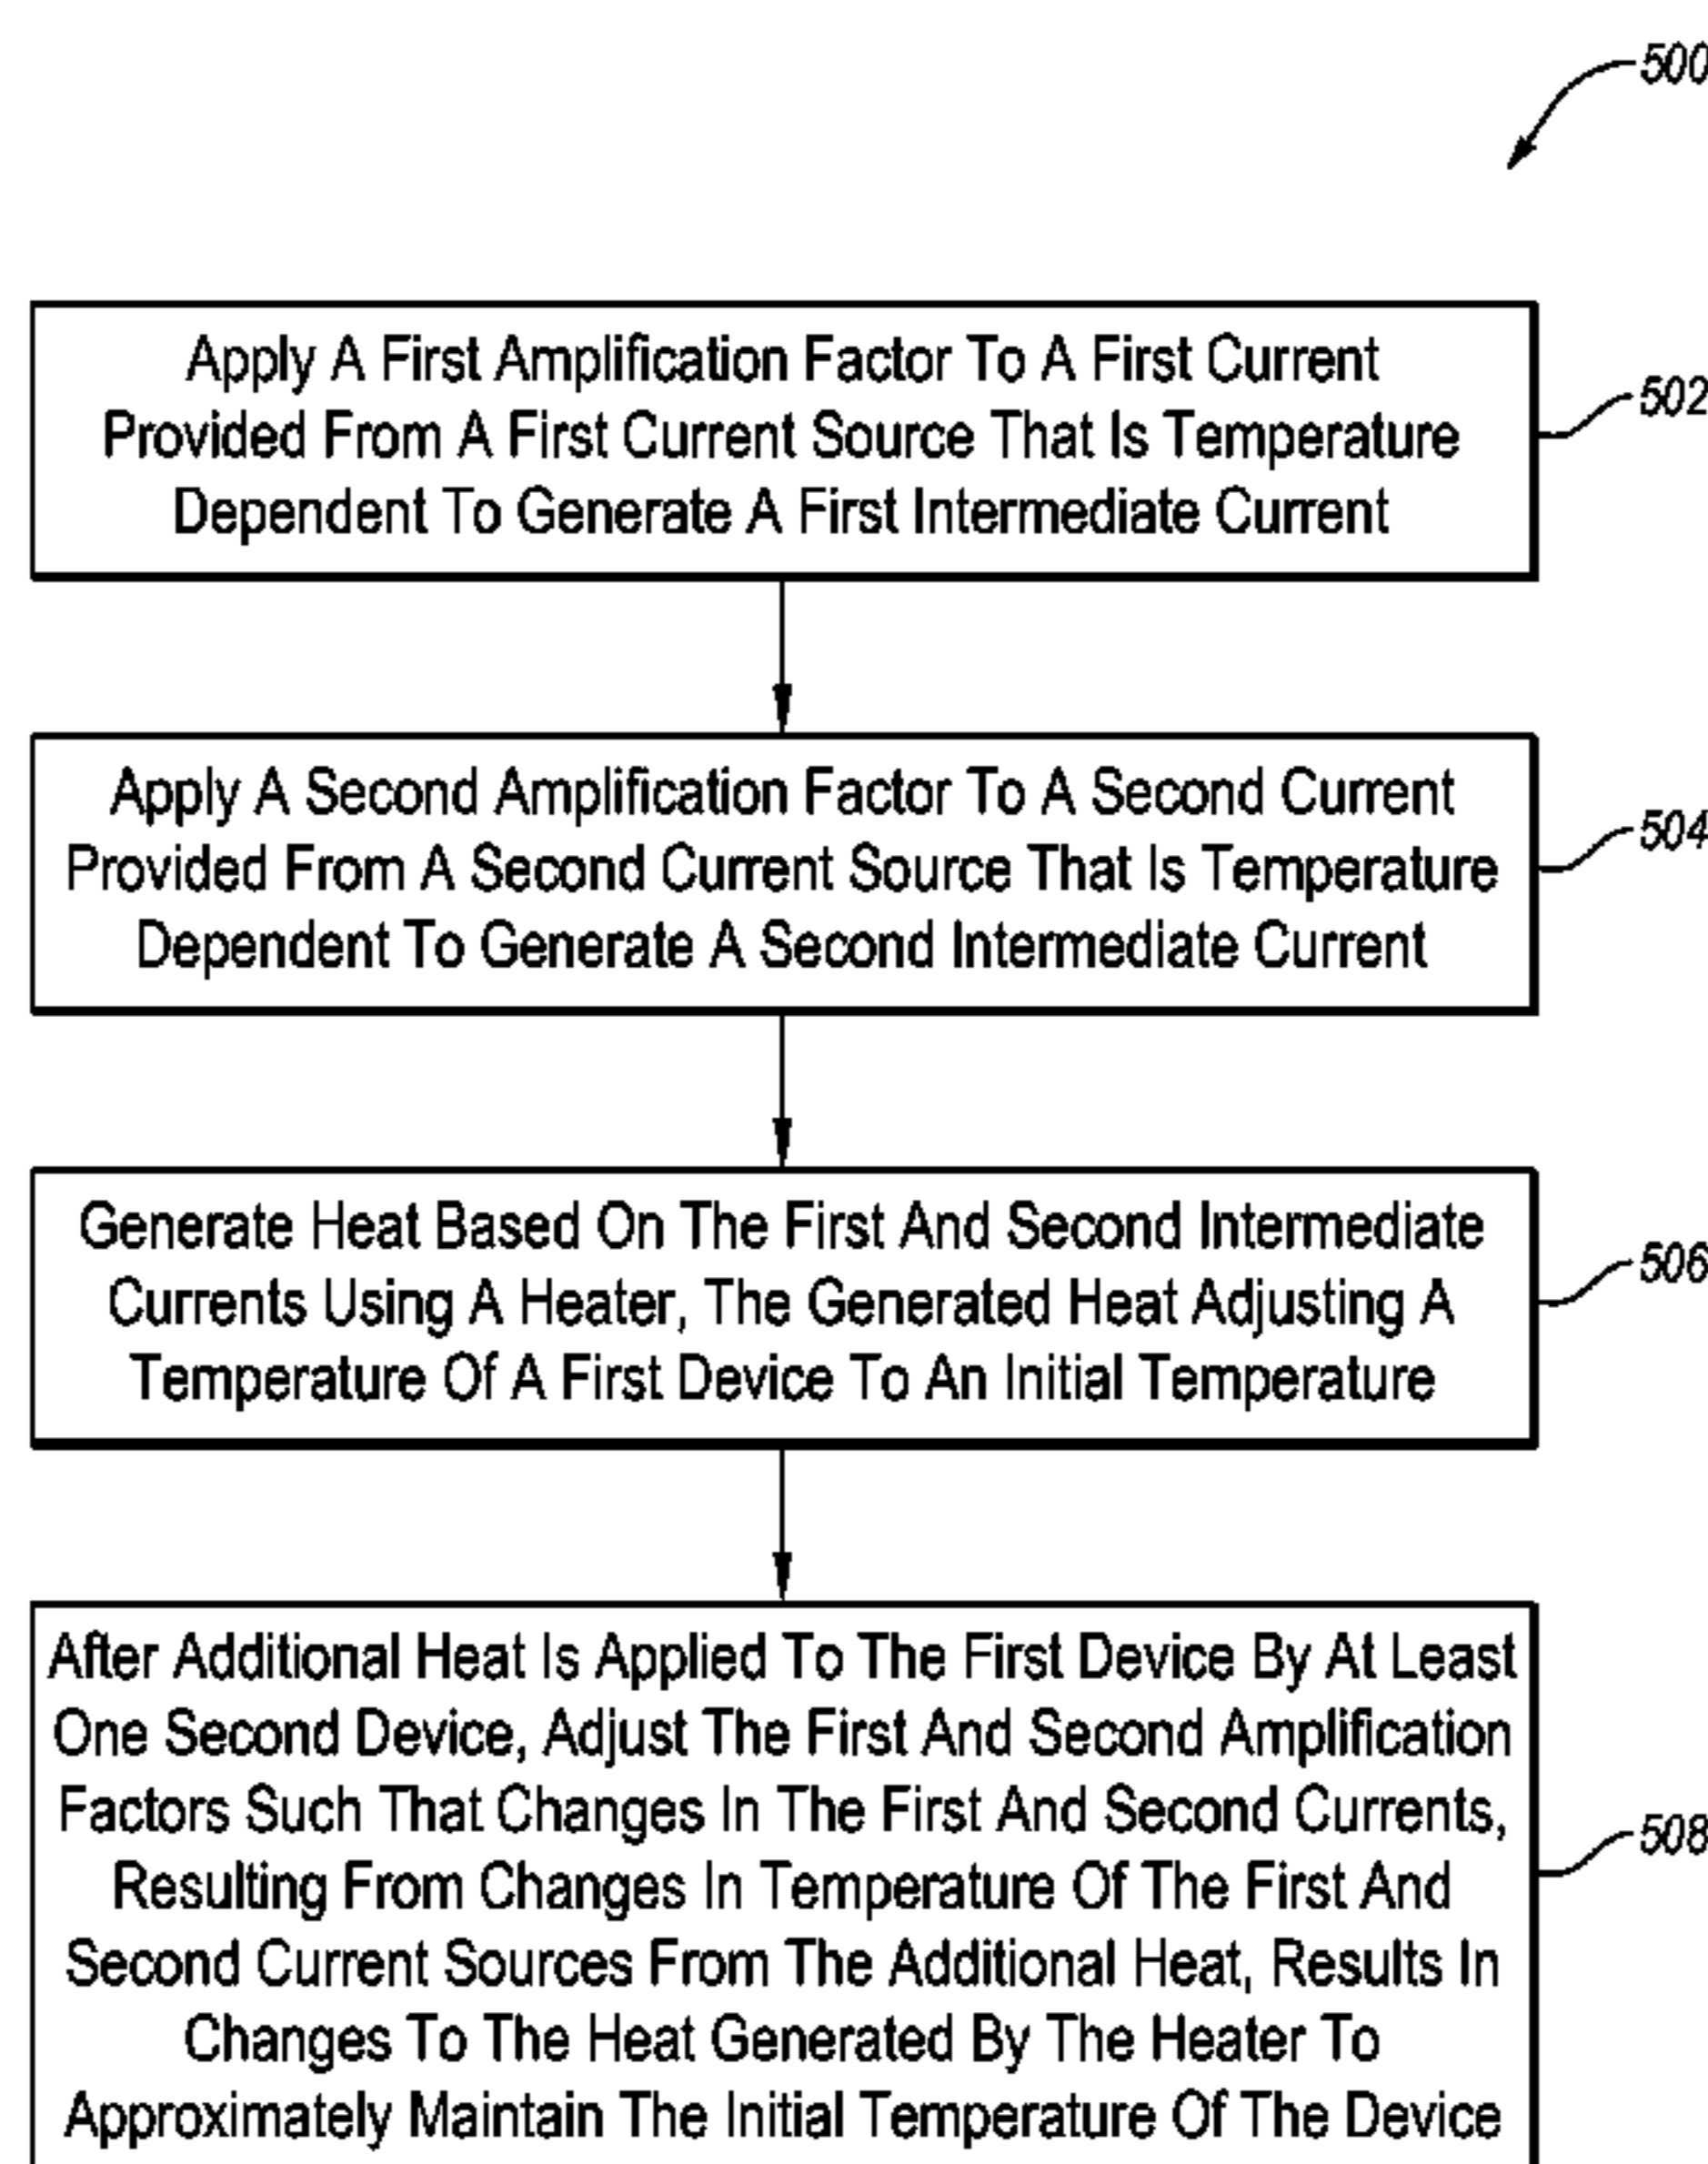 500
Apply A First Amplification Factor To A First Current
Provided From A First Current Source That Is Temperature
Dependent To Generate A First Intermediate Current
502
Apply A Second Amplification Factor To A Second Current
Provided From A Second Current Source That Is Temperature
Dependent To Generate A Second Intermediate Current
504
Generate Heat Based On The First And Second Intermediate
Currents Using A Heater, The Generated Heat Adjusting A
Temperature Of A First Device To An Initial Temperature
506
After Additional Heat Is Applied To The First Device By At Least
One Second Device, Adjust The First And Second Amplification
Factors Such That Changes In The First And Second Currents,
Resulting From Changes In Temperature Of The First And
Second Current Sources From The Additional Heat, Results In
Changes To The Heat Generated By The Heater To
Approximately Maintain The Initial Temperature Of The Device
508